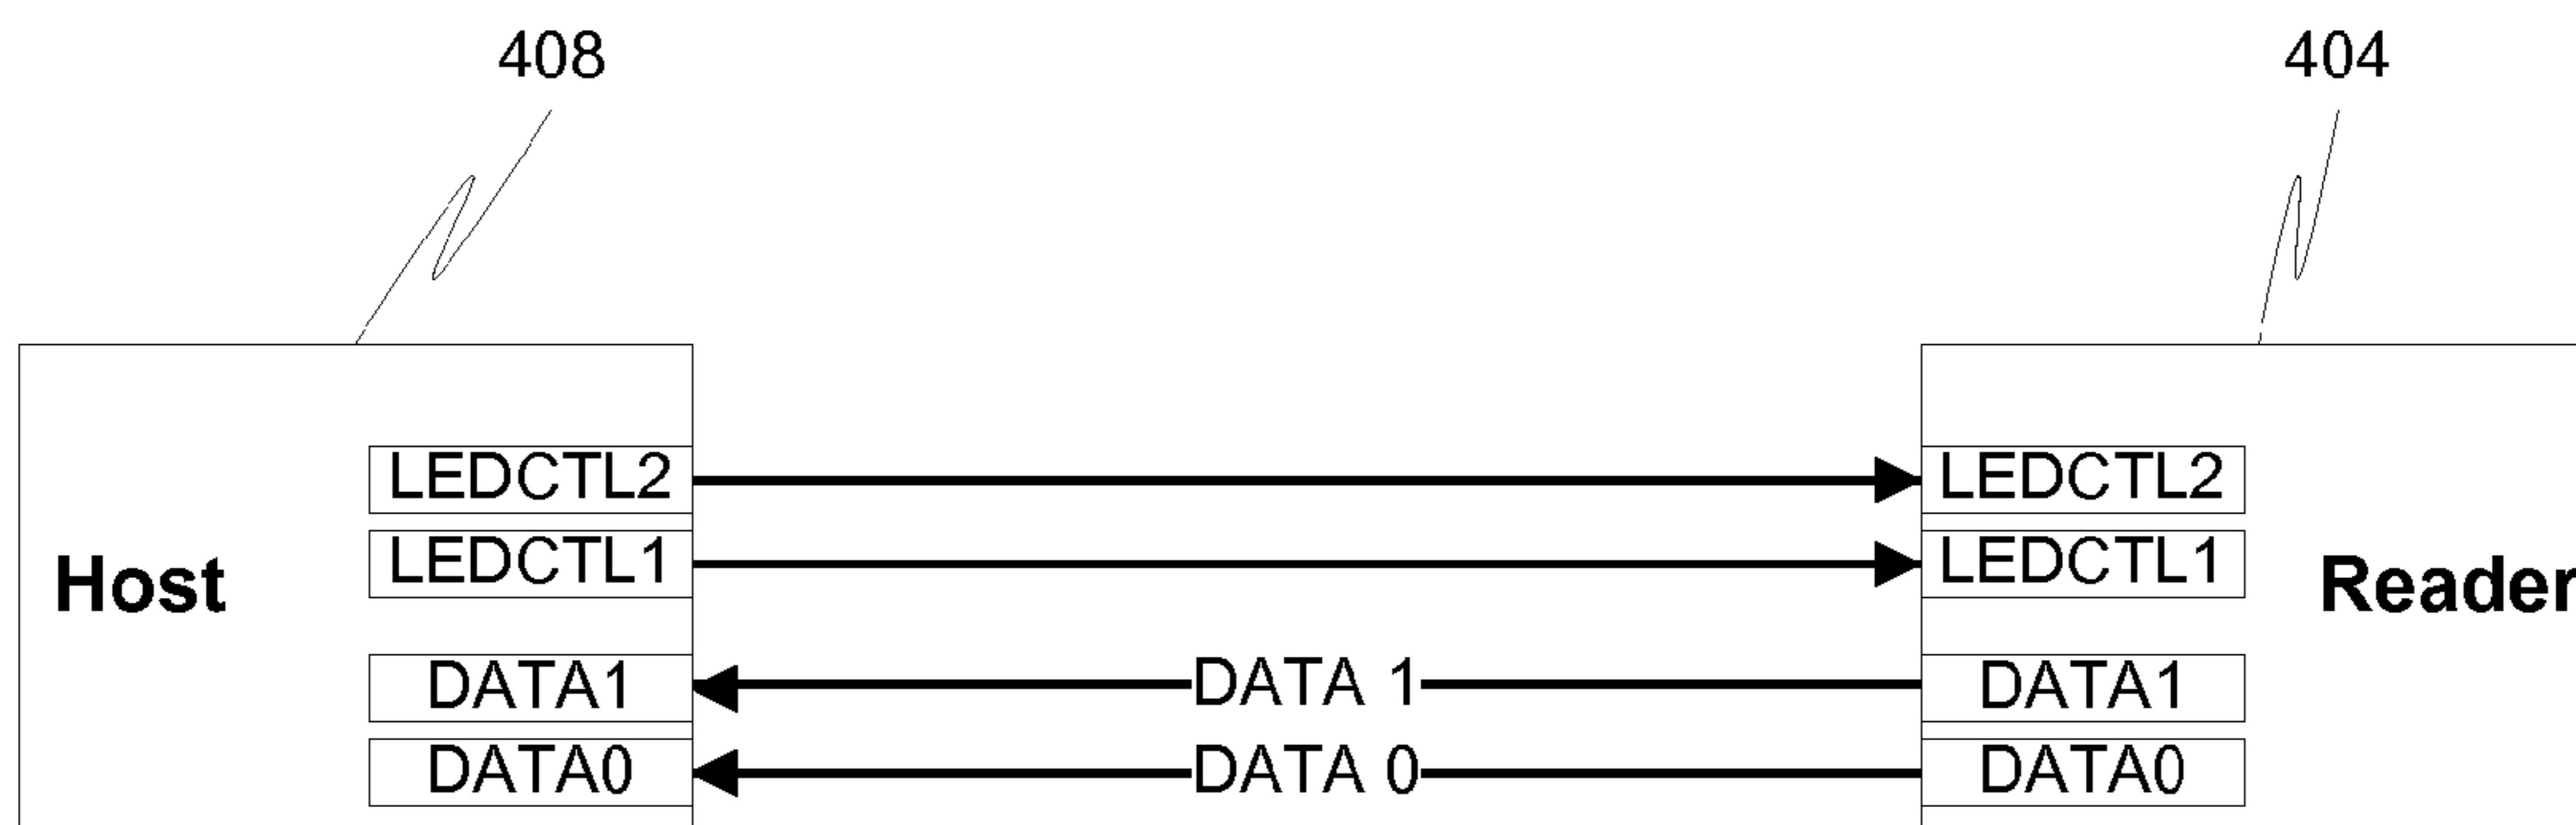 408 404
LEDCTL2 LEDCTL2
LEDCTL1 LEDCTL1
Host Reader
DATA1 DATA 1 DATA1
DATA0 DATA 0 DATA0